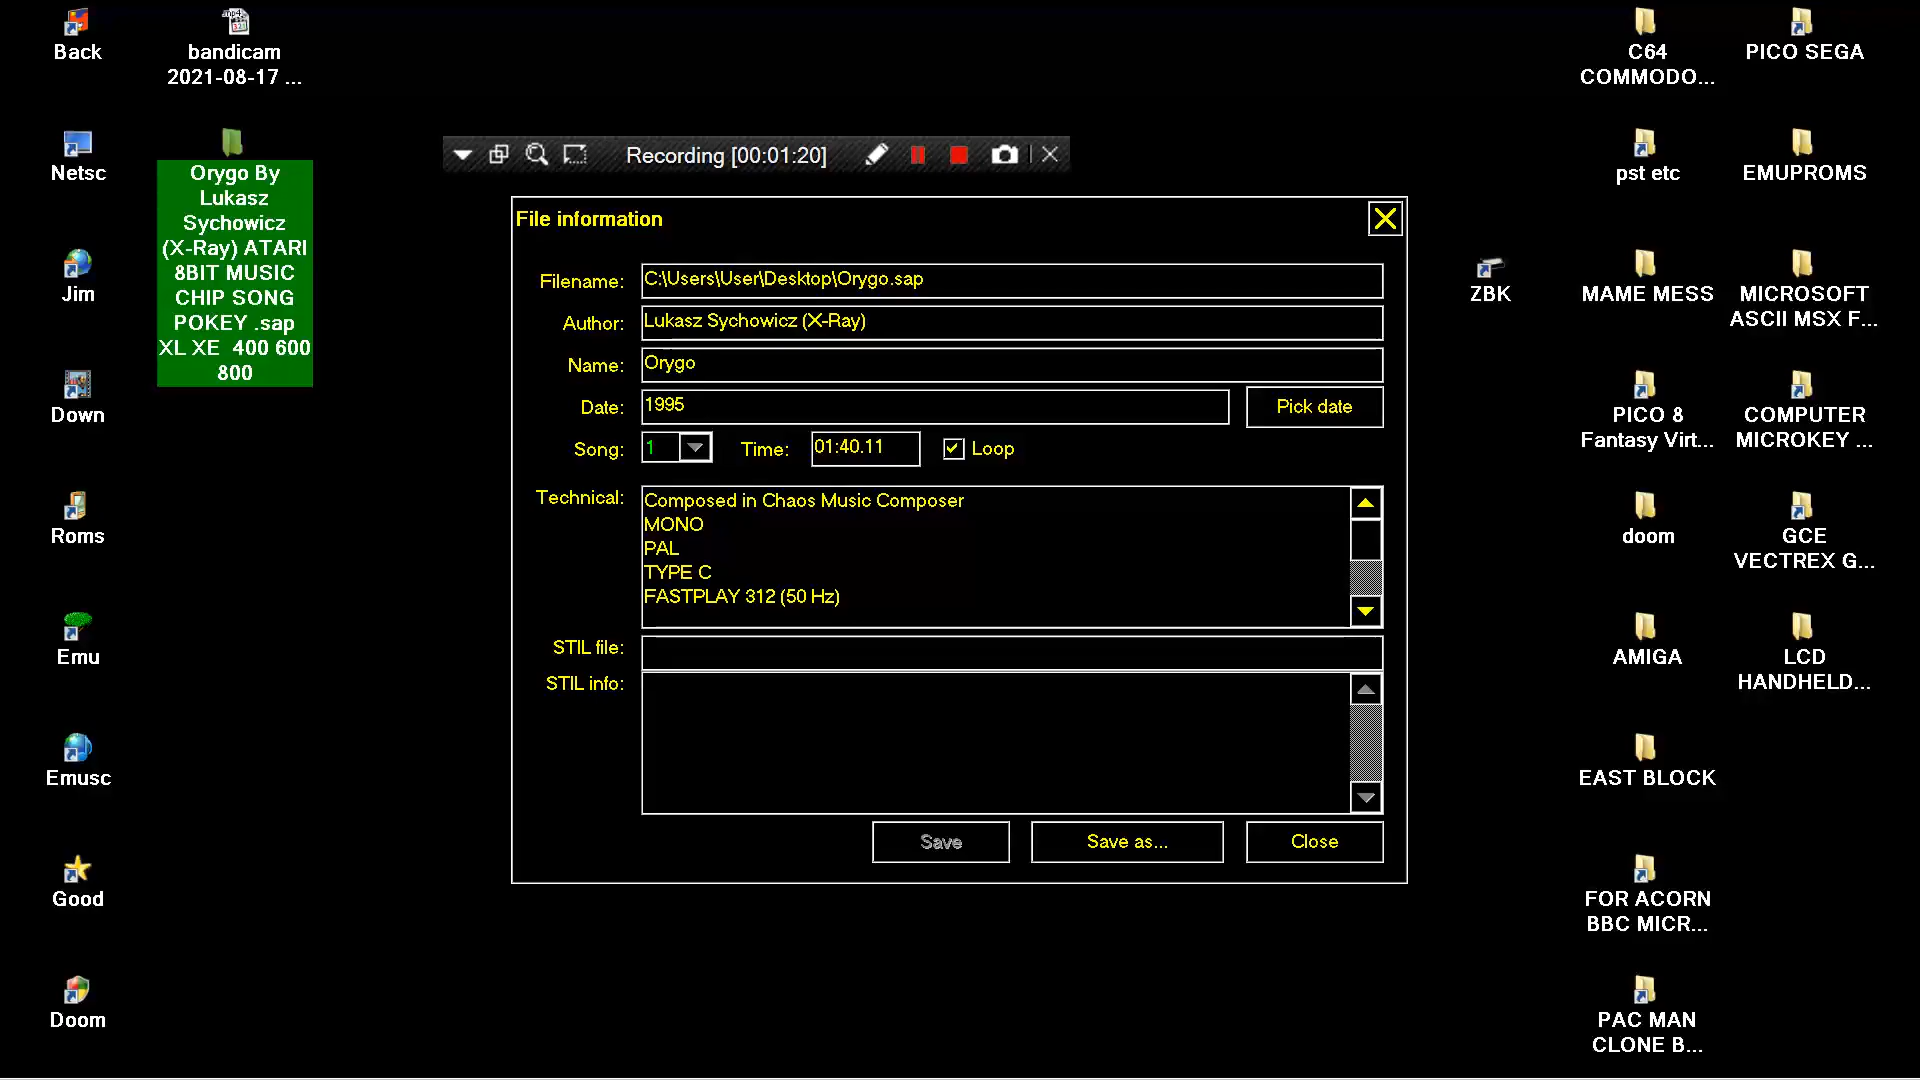 Back
bandicam
2021-08-17 ...
Netsc
Orygo By
Lukasz
Sychowicz
(X-Ray) ATARI
8BIT MUSIC
CHIP SONG
POKEY .sap
XL XE  400 600
800
Jim
Down
Roms
Emu
Emusc
Good
Doom
Recording [00:01:20]
File information
Filename: C:\Users\User\Desktop\Orygo.sap
Author: Lukasz Sychowicz (X-Ray)
Name: Orygo
Date: 1995 Pick date
Song: 1 Time: 01:40.11 Loop
Technical: Composed in Chaos Music Composer
MONO
PAL
TYPE C
FASTPLAY 312 (50 Hz)
STIL file:
STIL info:
Save Save as... Close
ZBK
C64
COMMODO...
pst etc
MAME MESS
PICO 8
Fantasy Virt...
doom
AMIGA
EAST BLOCK
FOR ACORN
BBC MICR...
PAC MAN
CLONE B...
PICO SEGA
EMUPROMS
MICROSOFT
ASCII MSX F...
COMPUTER
MICROKEY ...
GCE
VECTREX G...
LCD
HANDHELD...